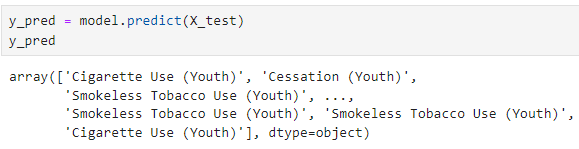 y_pred = model.predict(X_test)
y_pred
array(['Cigarette Use (Youth)', 'Cessation (Youth)',
'Smokeless Tobacco Use (Youth)', ...,
'Smokeless Tobacco Use (Youth)', 'Smokeless Tobacco Use (Youth)',
'Cigarette Use (Youth)'], dtype=object)